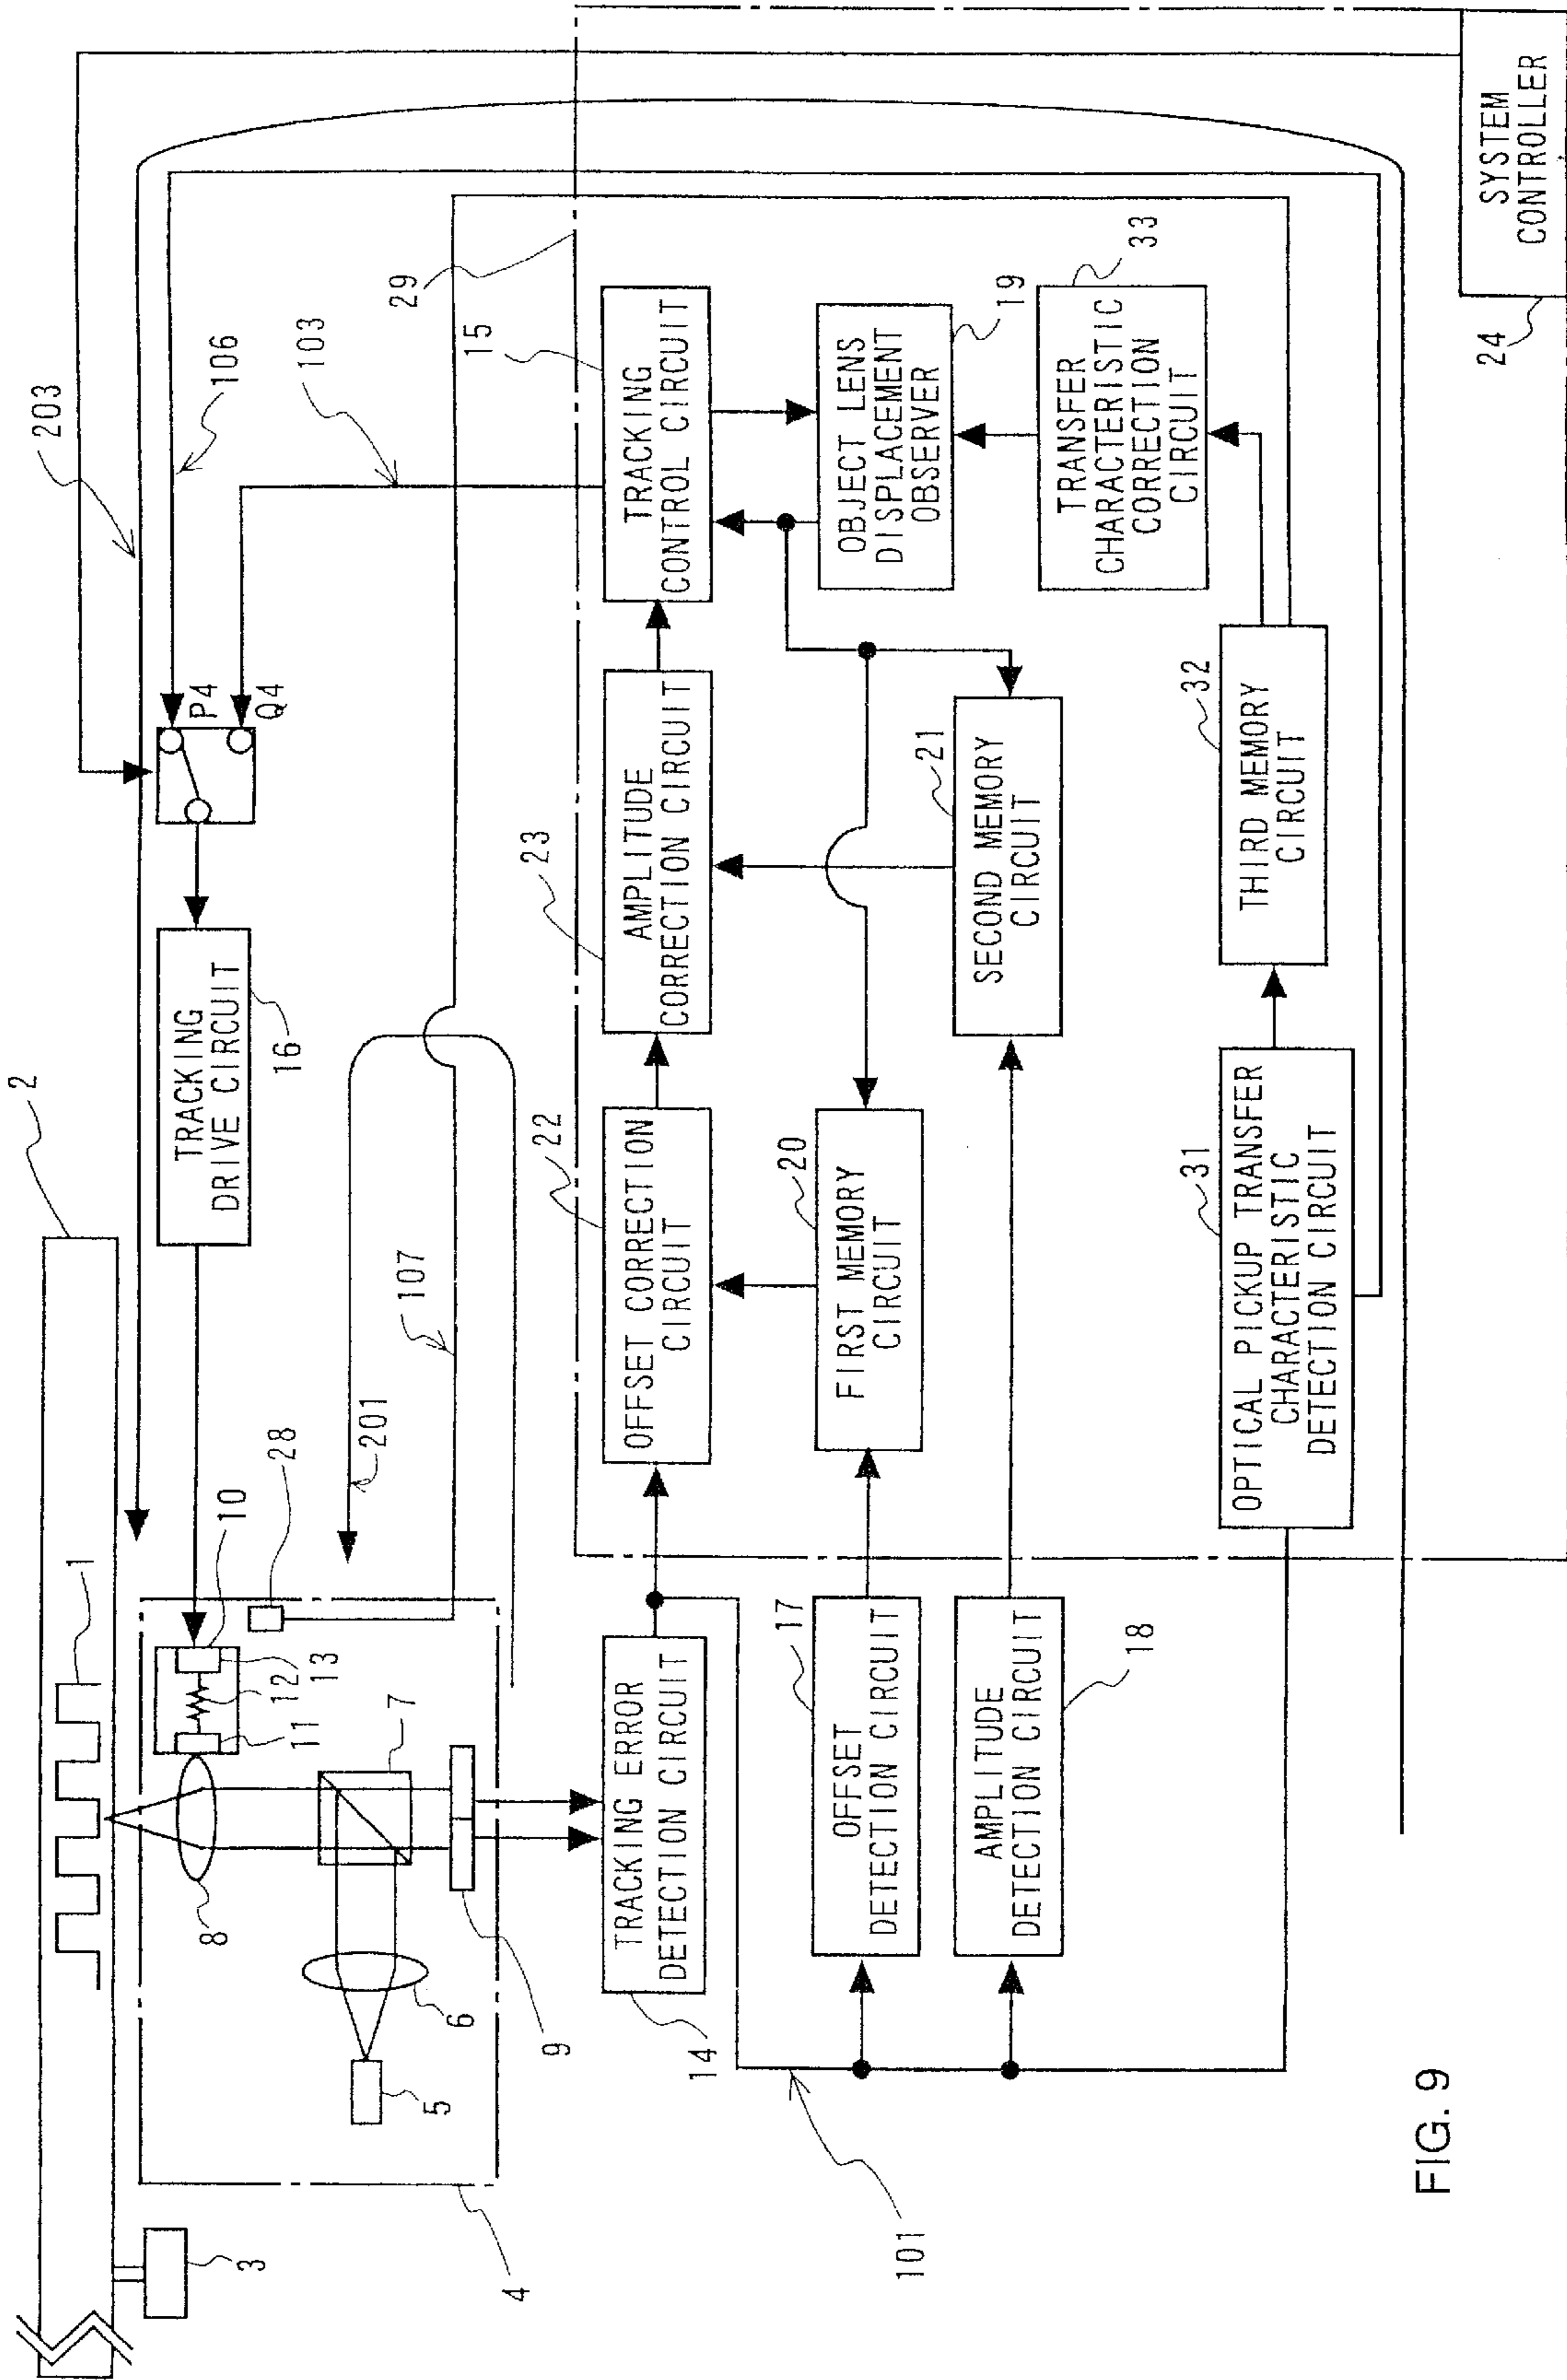 2
1
3
4
5
6
7
8
9
10
11
12
13
28
TRACKING
DRIVE CIRCUIT
16
P4
Q4
203
106
103
107
201
29
TRACKING ERROR
DETECTION CIRCUIT
14
OFFSET CORRECTION
CIRCUIT
22
AMPLITUDE
CORRECTION CIRCUIT
23
TRACKING
CONTROL CIRCUIT
15
OFFSET
DETECTION CIRCUIT
17
FIRST MEMORY
CIRCUIT
20
OBJECT LENS
DISPLACEMENT
OBSERVER
19
AMPLITUDE
DETECTION CIRCUIT
18
SECOND MEMORY
CIRCUIT
21
TRANSFER
CHARACTERISTIC
CORRECTION
CIRCUIT
33
101
OPTICAL PICKUP TRANSFER
CHARACTERISTIC
DETECTION CIRCUIT
31
THIRD MEMORY
CIRCUIT
32
SYSTEM
CONTROLLER
24
FIG. 9